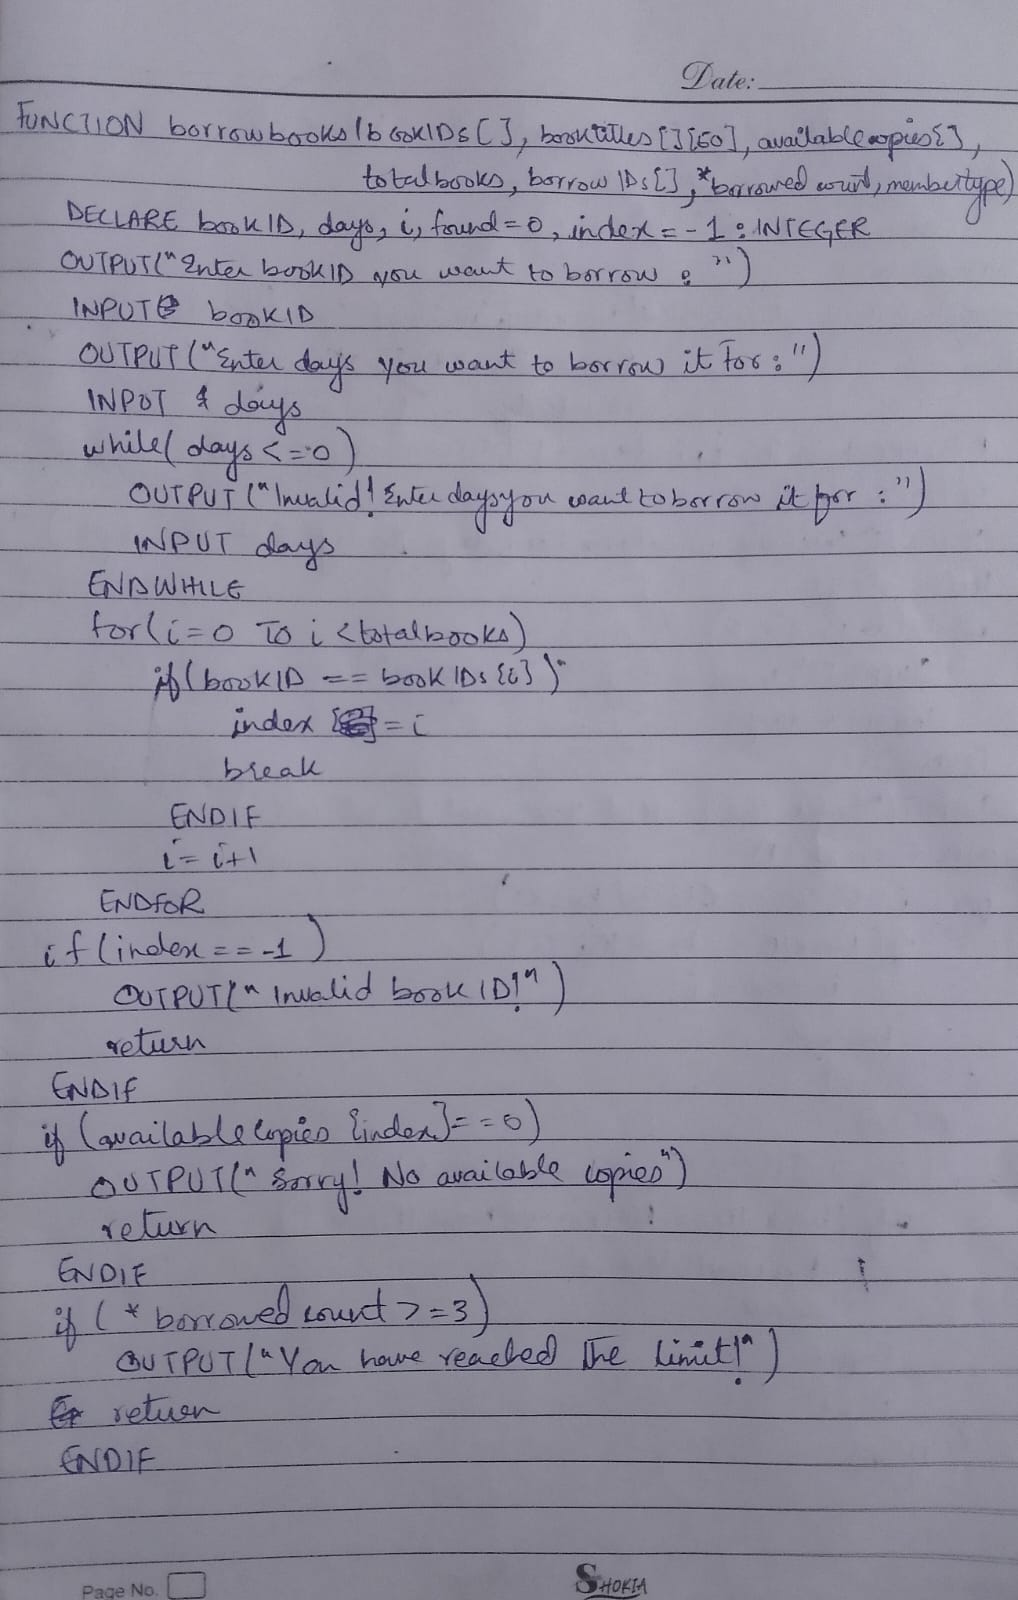 Date:
FUNCTION borrowbooks(bookIDs[], booktitles[][50], availablecopies[],
totalbooks, borrowIDs[], *borrowed count, membertype)
DECLARE bookID, days, i, found=0, index=-1 : INTEGER
OUTPUT("Enter bookID you want to borrow : ")
INPUT bookID
OUTPUT("Enter days you want to borrow it for : ")
INPUT days
while(days<=0)
OUTPUT("Invalid! Enter days you want to borrow it for : ")
INPUT days
ENDWHILE
for(i=0 TO i<totalbooks)
if(bookID == bookIDs[i])
index = i
break
ENDIF
i=i+1
ENDFOR
if(index==-1)
OUTPUT("Invalid book ID!")
return
ENDIF
if (availablecopies[index]==0)
OUTPUT("Sorry! No available copies")
return
ENDIF
if (*borrowed count>=3)
OUTPUT("You have reached the limit!")
return
ENDIF
Page No.
SHOKIA